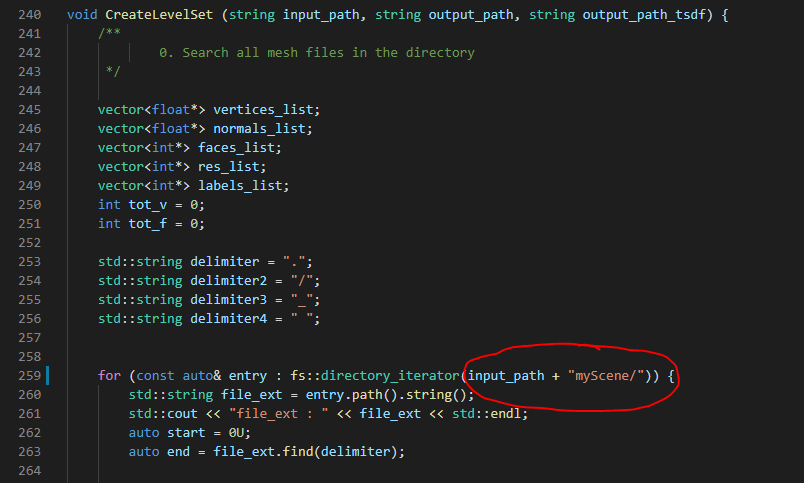 240 void CreateLevelSet (string input_path, string output_path, string output_path_tsdf) {
241 /**
242 0. Search all mesh files in the directory
243 */
244
245 vector<float*> vertices_list;
246 vector<float*> normals_list;
247 vector<int*> faces_list;
248 vector<int*> res_list;
249 vector<int*> labels_list;
250 int tot_v = 0;
251 int tot_f = 0;
252
253 std::string delimiter = ".";
254 std::string delimiter2 = "/";
255 std::string delimiter3 = "_";
256 std::string delimiter4 = " ";
257
258
259 for (const auto& entry : fs::directory_iterator(input_path + "myScene/")) {
260 std::string file_ext = entry.path().string();
261 std::cout << "file_ext : " << file_ext << std::endl;
262 auto start = 0U;
263 auto end = file_ext.find(delimiter);
264